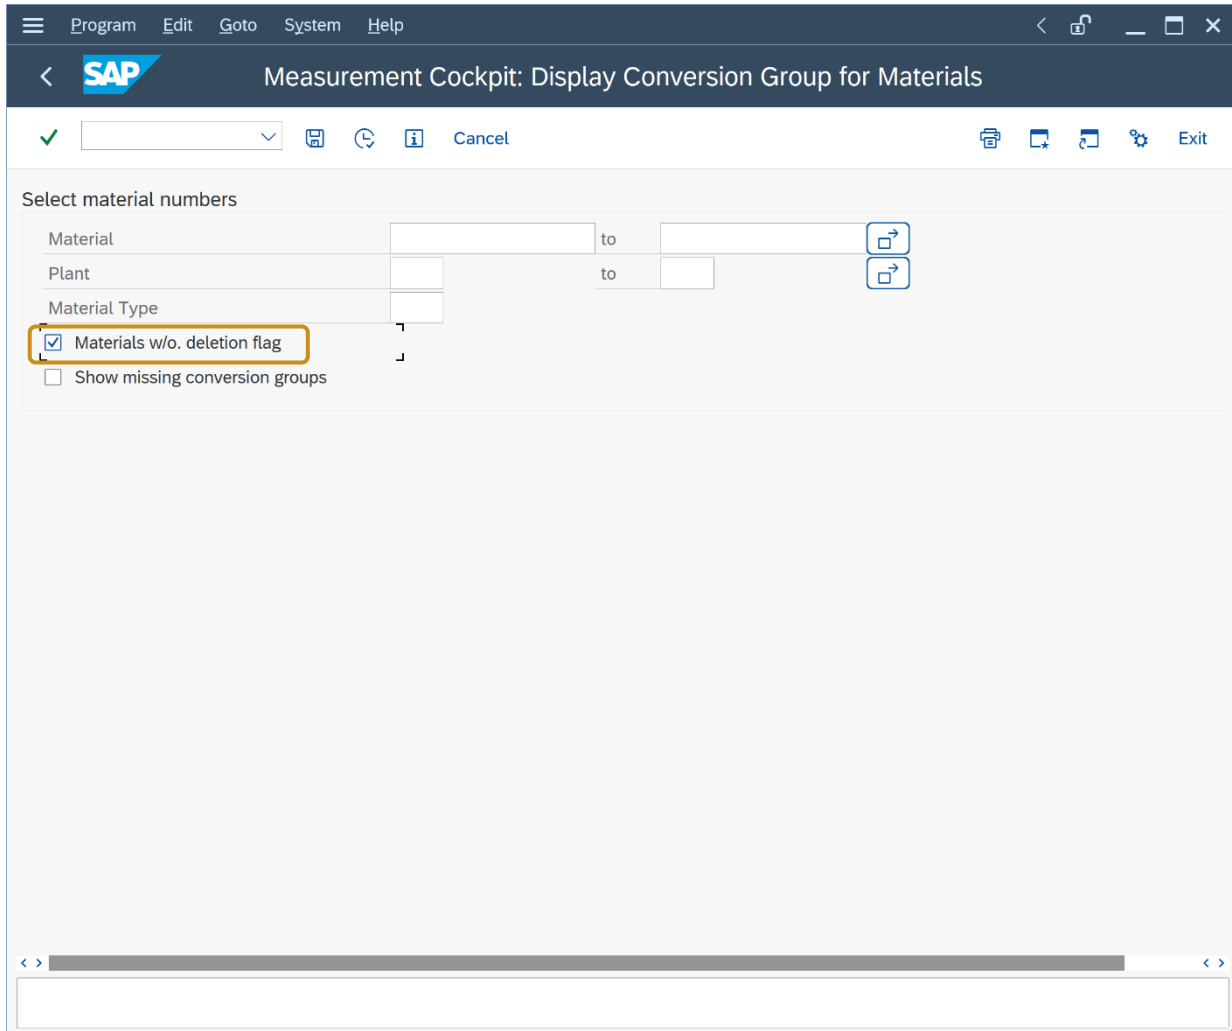 Program Edit Goto System Help
SAP Measurement Cockpit: Display Conversion Group for Materials
Cancel Exit
Select material numbers
Material to
Plant to
Material Type
Materials w/o. deletion flag
Show missing conversion groups